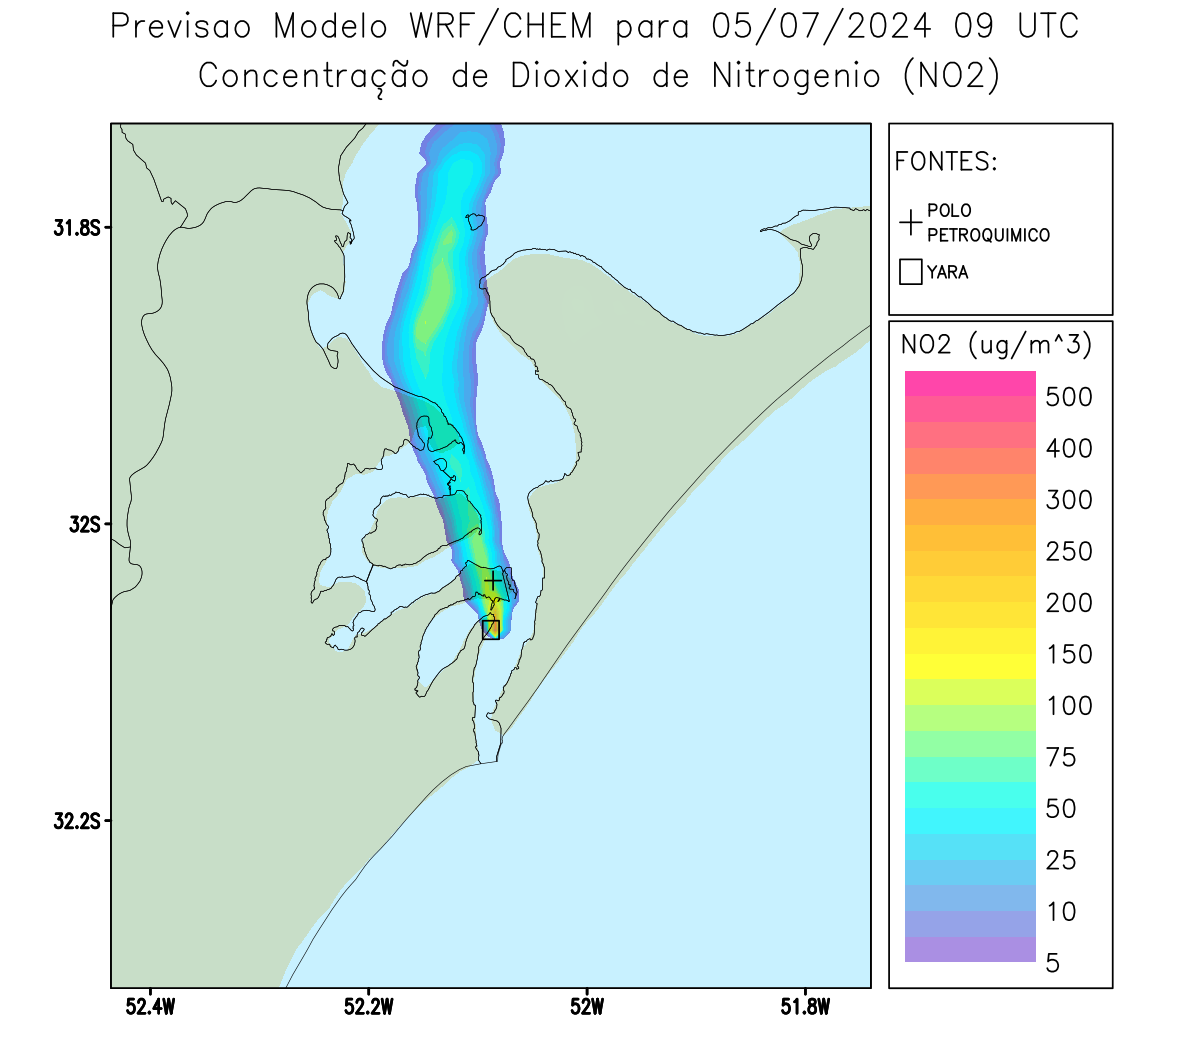 Previsao Modelo WRF/CHEM para 05/07/2024 09 UTC
Concentração de Dioxido de Nitrogenio (NO2)
FONTES:
POLO
PETROQUIMICO
YARA
NO2 (ug/m^3)
500
400
300
250
200
150
100
75
50
25
10
5
31.8S
32S
32.2S
52.4W
52.2W
52W
51.8W